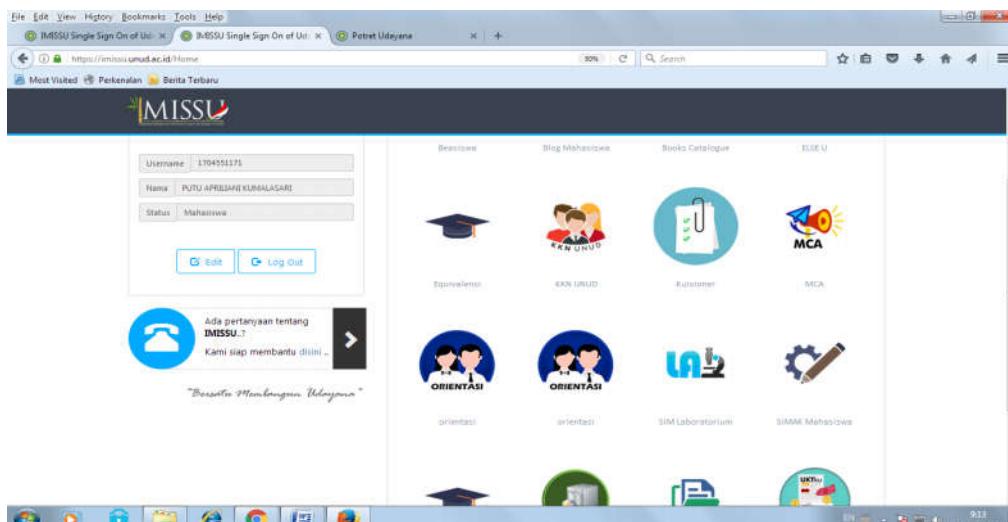 File Edit View History Bookmarks Tools Help
IMISSU Single Sign On of Ud
IMISSU Single Sign On of Ud
Potret Udayana
https://imissu.unud.ac.id/Home
80%
Search
Most Visited
Perkenalan
Berita Terbaru
IMISSU
Username 1704551171
Nama PUTU APRILIANI KUMALASARI
Status Mahasiswa
Edit
Log Out
Ada pertanyaan tentang
IMISSU..?
Kami siap membantu disini ..
"Bersatu Membangun Udayana"
Beasiswa
Blog Mahasiswa
Books Catalogue
KKN UNUD
MCA
Equivalensi
KKN UNUD
Kuisioner
MCA
ORIENTASI
ORIENTASI
LAB
orientasi
orientasi
SIM Laboratorium
SIMAK Mahasiswa
9:13